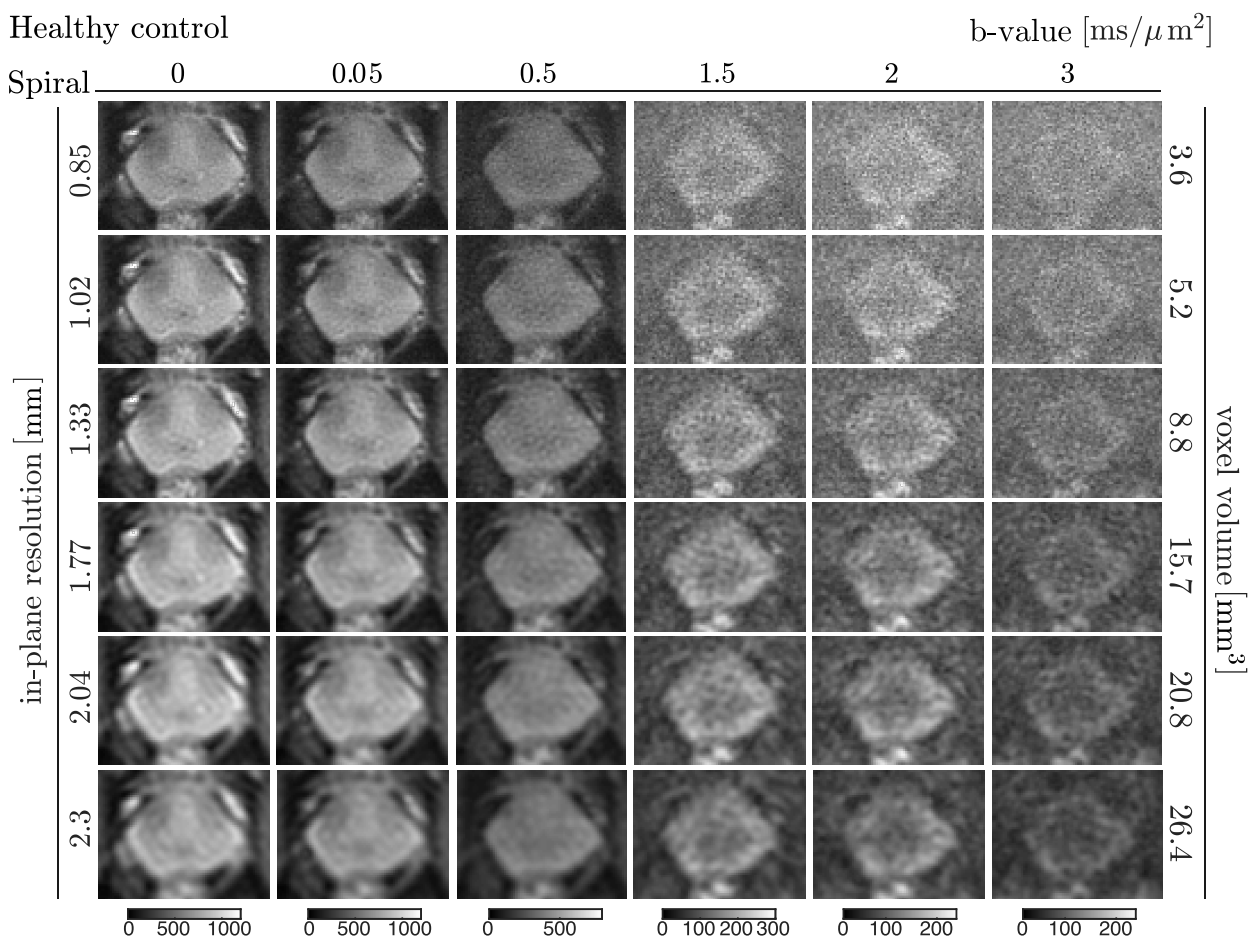 Healthy control
b-value [ms/μm²]
Spiral 0 0.05 0.5 1.5 2 3
in-plane resolution [mm]
0.85
1.02
1.33
1.77
2.04
2.3
3.6
5.2
8.8
15.7
20.8
26.4
voxel volume [mm³]
0 500 1000
0 500 1000
0 500
0 100 200 300
0 100 200
0 100 200